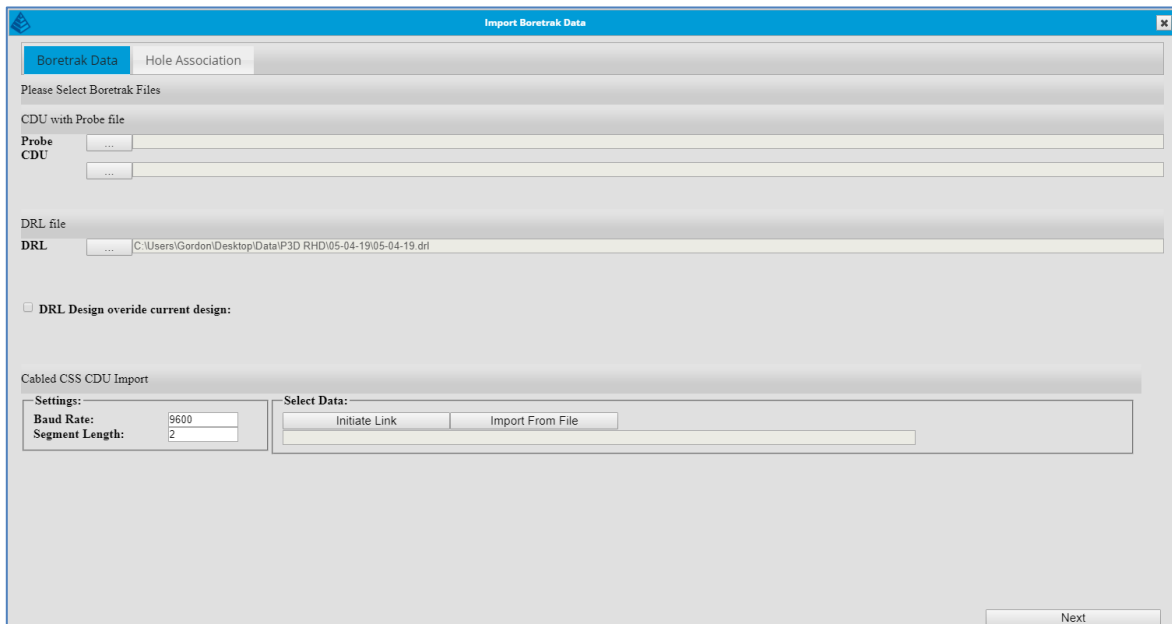 Import Boretrak Data
x
Boretrak Data Hole Association
Please Select Boretrak Files
CDU with Probe file
Probe ...
CDU
...
DRL file
DRL ... C:\Users\Gordon\Desktop\Data\P3D RHD\05-04-19\05-04-19.drl
DRL Design overide current design:
Cabled CSS CDU Import
Settings: Select Data:
Baud Rate: 9600 Initiate Link Import From File
Segment Length: 2
Next